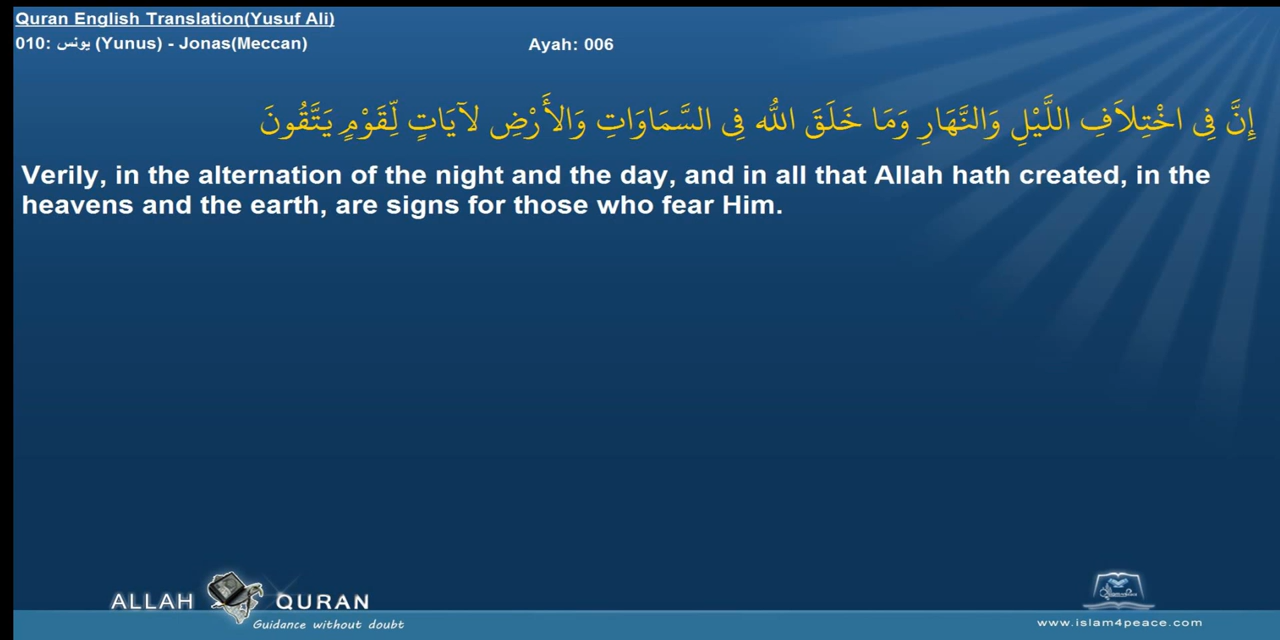 Quran English Translation(Yusuf Ali)
010: يونس (Yunus) - Jonas(Meccan) Ayah: 006
إِنَّ فِي اخْتِلاَفِ اللَّيْلِ وَالنَّهَارِ وَمَا خَلَقَ اللّهُ فِي السَّمَاوَاتِ وَالأَرْضِ لآيَاتٍ لِّقَوْمٍ يَتَّقُونَ
Verily, in the alternation of the night and the day, and in all that Allah hath created, in the
heavens and the earth, are signs for those who fear Him.
ALLAH QURAN
Guidance without doubt
www.islam4peace.com